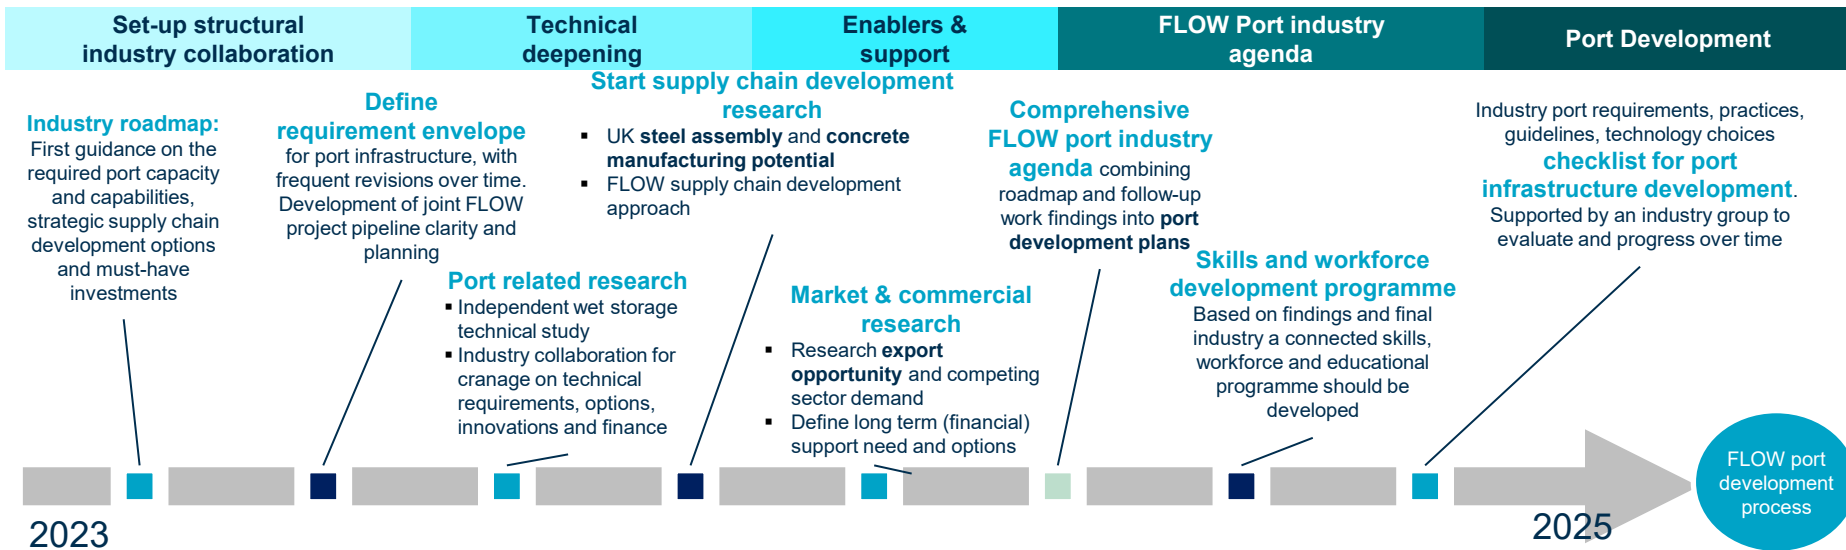 Set-up structural
industry collaboration
Technical
deepening
Enablers &
support
FLOW Port industry
agenda
Port Development
Industry roadmap:
First guidance on the
required port capacity
and capabilities,
strategic supply chain
development options
and must-have
investments
Define
requirement envelope
for port infrastructure, with
frequent revisions over time.
Development of joint FLOW
project pipeline clarity and
planning
Port related research
▪ Independent wet storage
technical study
▪ Industry collaboration for
cranage on technical
requirements, options,
innovations and finance
Start supply chain development
research
▪ UK steel assembly and concrete
manufacturing potential
▪ FLOW supply chain development
approach
Market & commercial
research
▪ Research export
opportunity and competing
sector demand
▪ Define long term (financial)
support need and options
Comprehensive
FLOW port industry
agenda combining
roadmap and follow-up
work findings into port
development plans
Skills and workforce
development programme
Based on findings and final
industry a connected skills,
workforce and educational
programme should be
developed
Industry port requirements, practices,
guidelines, technology choices
checklist for port
infrastructure development.
Supported by an industry group to
evaluate and progress over time
2023
2025
FLOW port
development
process